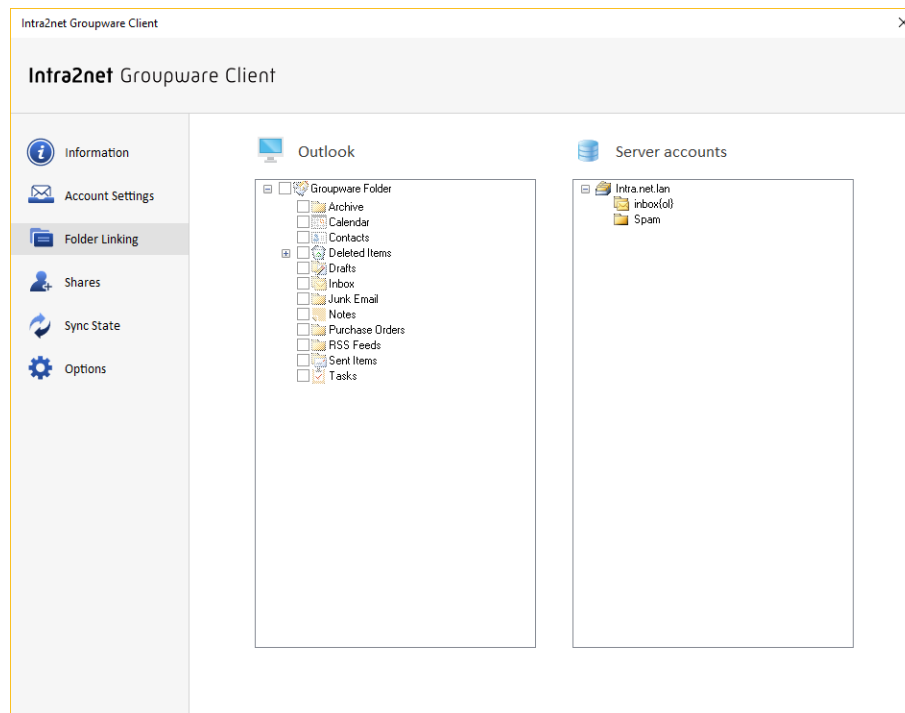 Intra2net Groupware Client
Intra2net Groupware Client
Information
Account Settings
Folder Linking
Shares
Sync State
Options
Outlook
Groupware Folder
Archive
Calendar
Contacts
Deleted Items
Drafts
Inbox
Junk Email
Notes
Purchase Orders
RSS Feeds
Sent Items
Tasks
Server accounts
Intra.net.lan
inbox{ol}
Spam